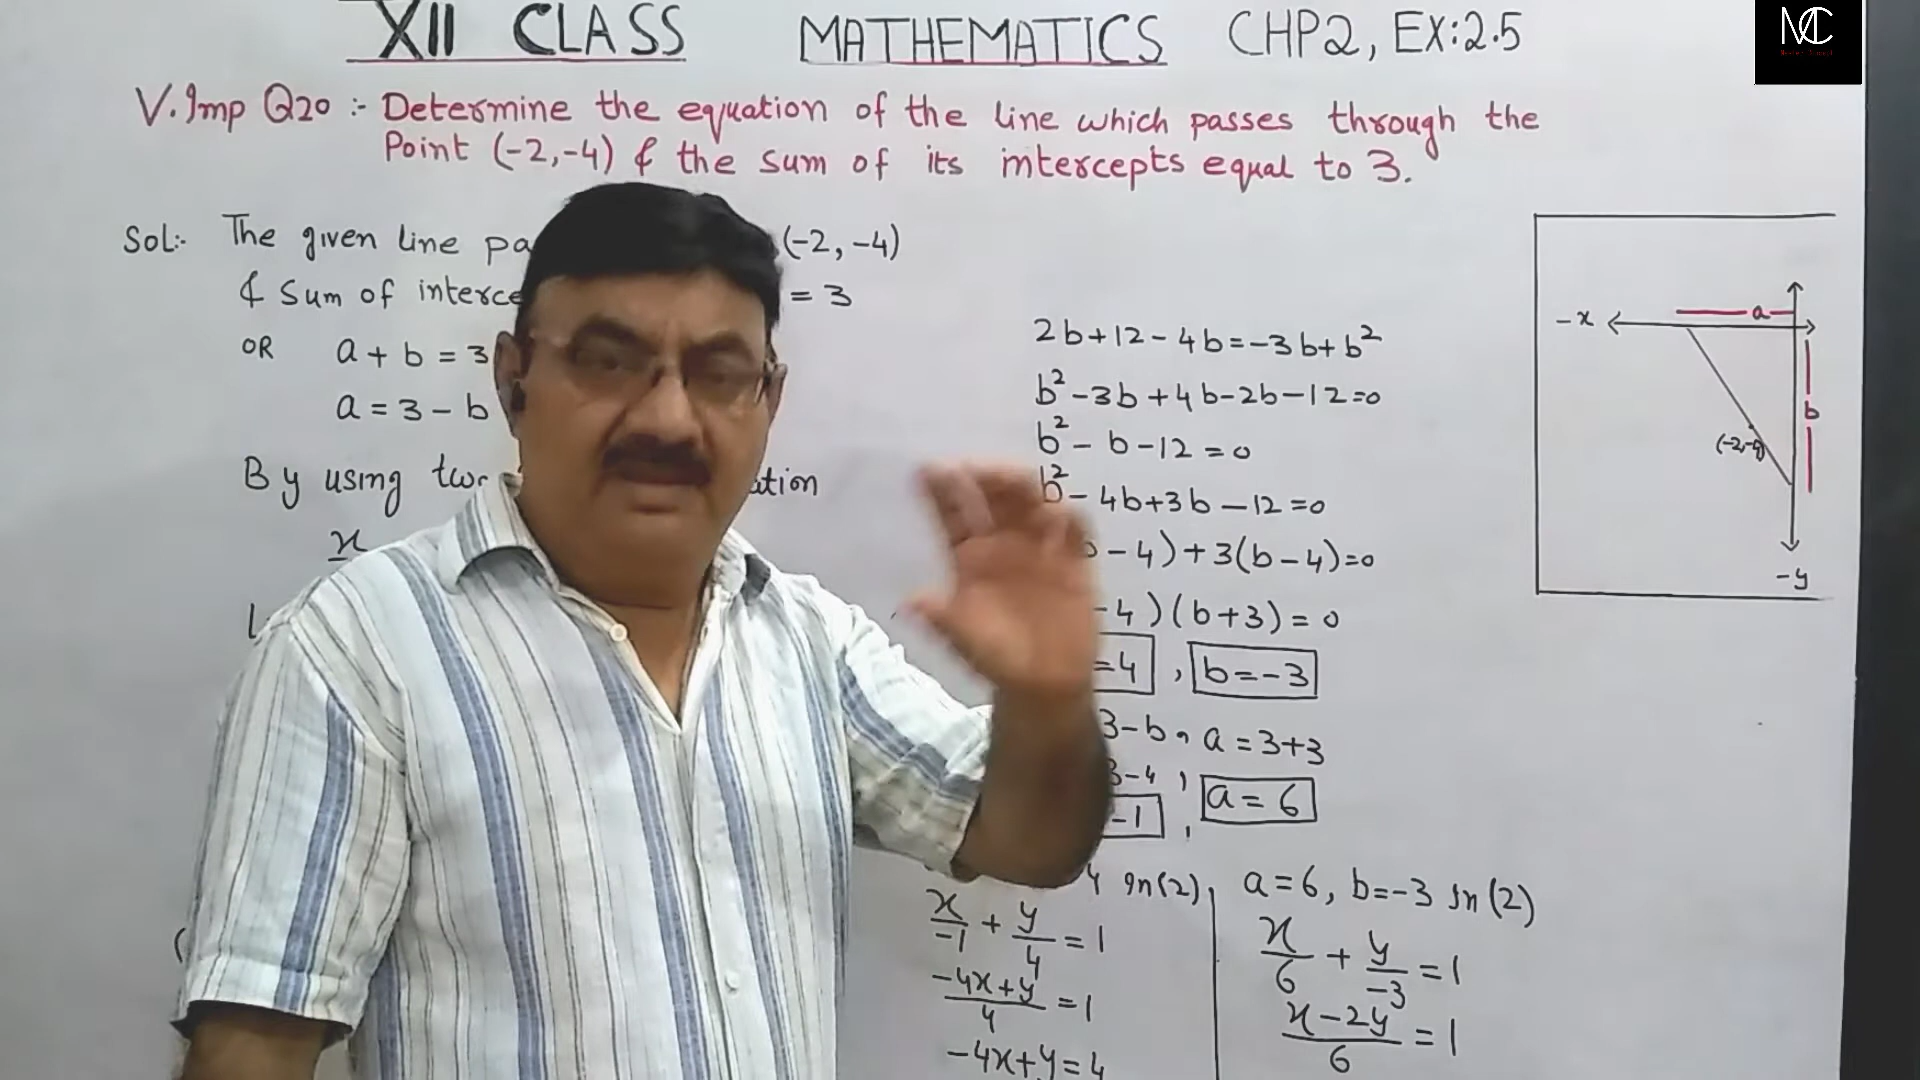 XII CLASS MATHEMATICS CHP2, EX:2.5
MC
V.Imp Q20 :- Determine the equation of the line which passes through the
Point (-2,-4) & the sum of its intercepts equal to 3.
Sol:- The given line pa (-2, -4)
& Sum of interce = 3
OR a + b = 3
a = 3 - b
By using two ation
x
2b+12-4b=-3b+b²
b²-3b+4b-2b-12=0
b²-b-12=0
b²-4b+3b-12=0
-4)+3(b-4)=0
-4)(b+3)=0
=4, b=-3
3-b, a=3+3
3-4, a=6
-1,
4 In(2), a=6, b=-3 In(2)
x/-1 + y/4 = 1
-4x+y/4 = 1
-4x+y=4
x/6 + y/-3 = 1
x-2y/6 = 1
-x
a
b
-y